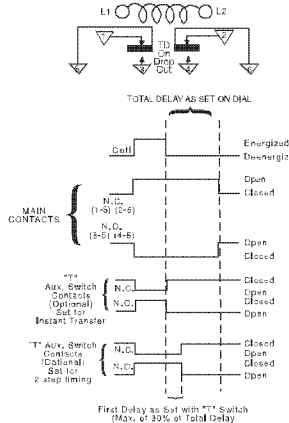 L1 L2
1 2
TD
On
Drop
Out
5 3 4 6
TOTAL DELAY AS SET ON DIAL
Coil
Energized
Deenergiz
Open
Closed
MAIN
CONTACTS
N.C.
(1-5) (2-6)
N.O.
(3-5) (4-6)
Open
Closed
"T"
Aux. Switch
Contacts
(Optional)
Set for
Instant Transfer
N.C.
N.O.
Closed
Open
Closed
Open
"T" Aux. Switch
Contacts
(Optional)
Set for
2 step timing
N.C.
N.O.
Closed
Open
Closed
Open
First Delay as Set with "T" Switch
(Max. of 30% of Total Delay